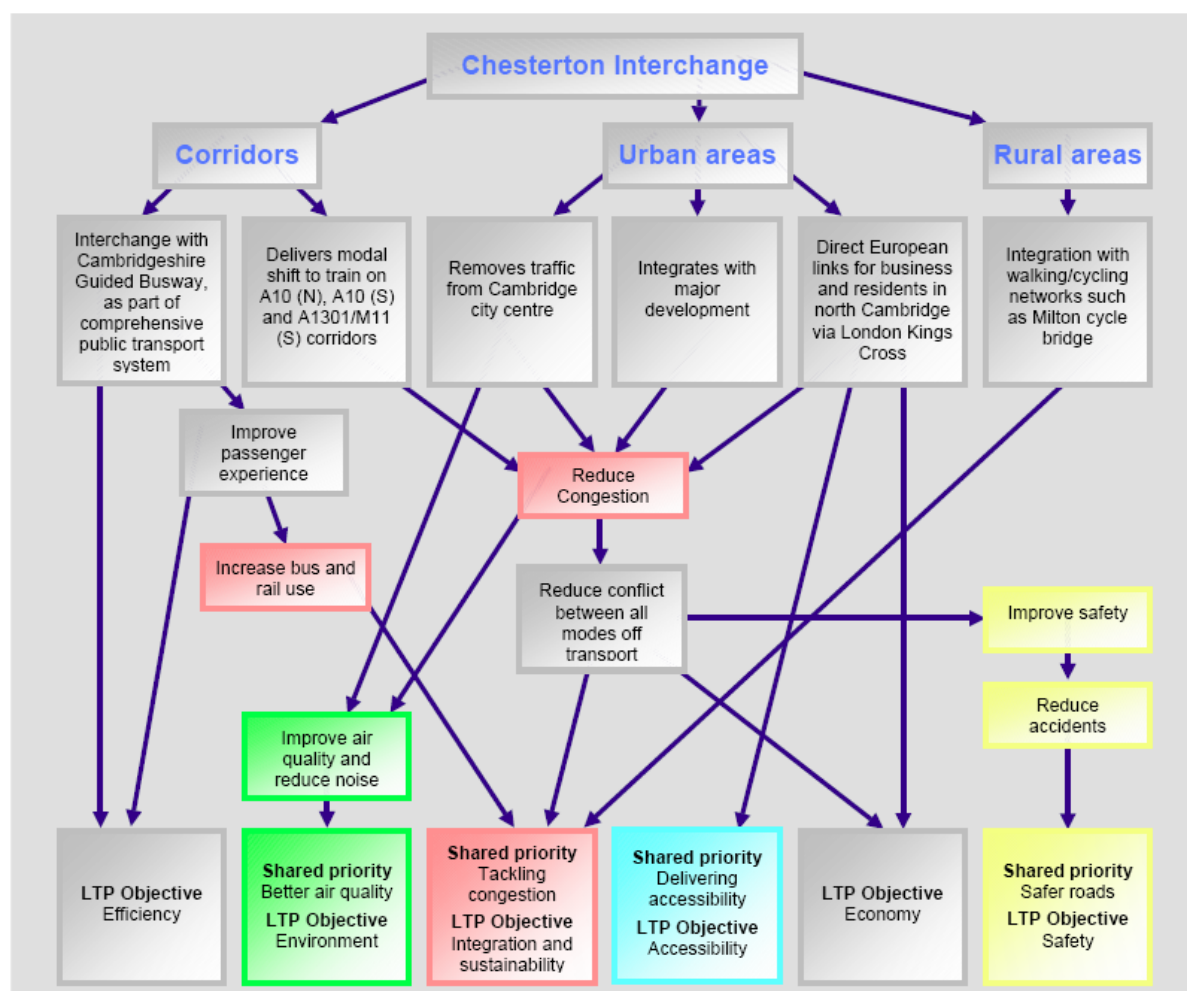 Chesterton Interchange
Corridors
Urban areas
Rural areas
Interchange with
Cambridgeshire
Guided Busway,
as part of
comprehensive
public transport
system
Delivers modal
shift to train on
A10 (N), A10 (S)
and A1301/M11
(S) corridors
Removes traffic
from Cambridge
city centre
Integrates with
major
development
Direct European
links for business
and residents in
north Cambridge
via London Kings
Cross
Integration with
walking/cycling
networks such
as Milton cycle
bridge
Improve
passenger
experience
Reduce
Congestion
Increase bus and
rail use
Reduce conflict
between all
modes off
transport
Improve safety
Reduce
accidents
Improve air
quality and
reduce noise
LTP Objective
Efficiency
Shared priority
Better air quality
LTP Objective
Environment
Shared priority
Tackling
congestion
LTP Objective
Integration and
sustainability
Shared priority
Delivering
accessibility
LTP Objective
Accessibility
LTP Objective
Economy
Shared priority
Safer roads
LTP Objective
Safety